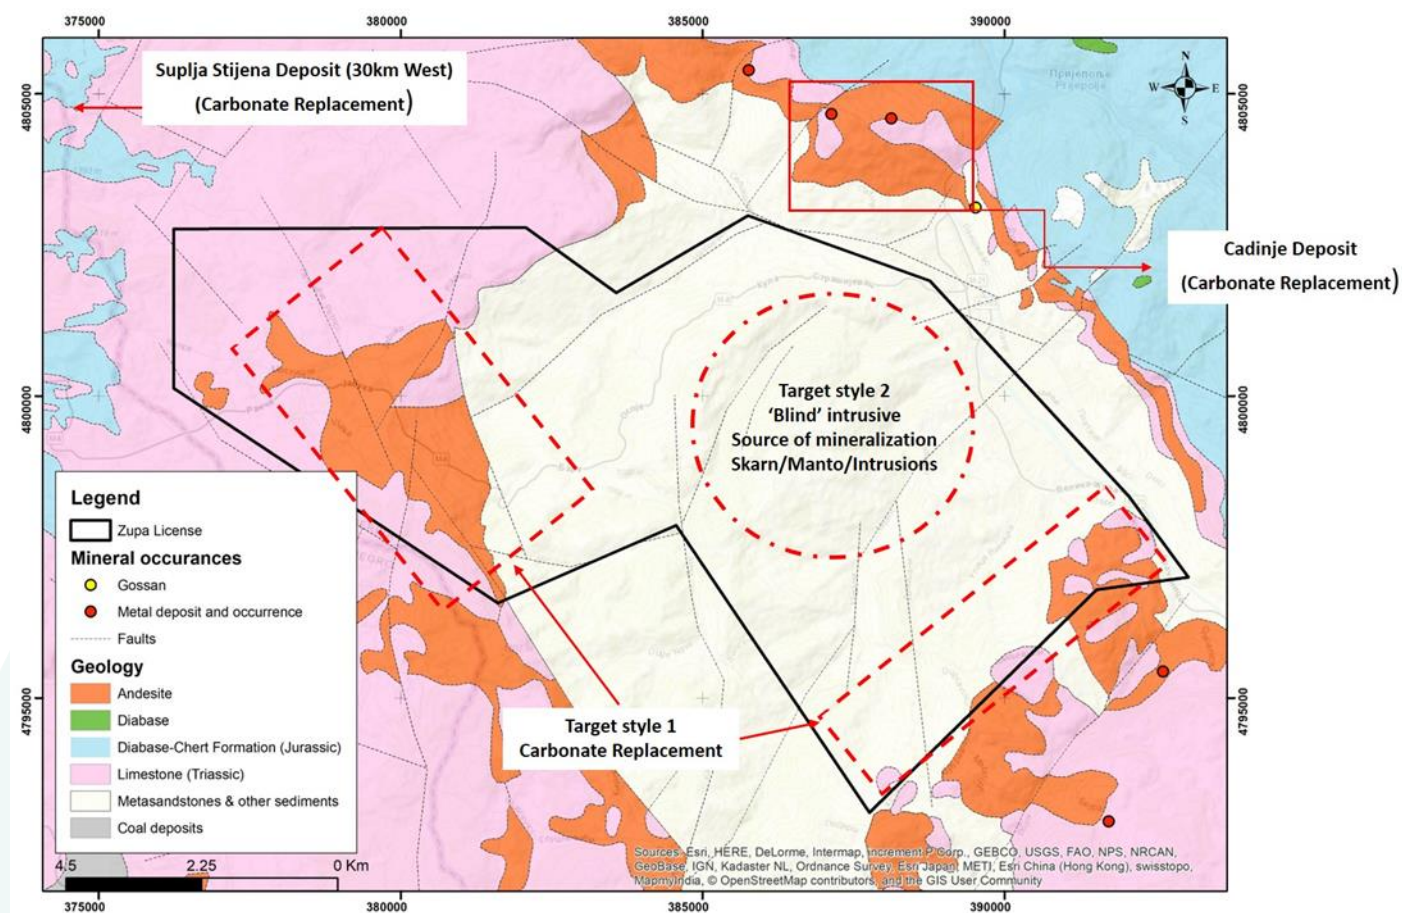 375000
380000
385000
390000
Suplja Stijena Deposit (30km West)
(Carbonate Replacement)
4805000
4805000
Пријепоље
Prijepolje
N
W E
S
Cadinje Deposit
(Carbonate Replacement)
Target style 2
‘Blind’ intrusive
Source of mineralization
Skarn/Manto/Intrusions
4800000
4800000
Legend
Zupa License
Mineral occurances
Gossan
Metal deposit and occurrence
Faults
Geology
Andesite
Diabase
Diabase-Chert Formation (Jurassic)
Limestone (Triassic)
Metasandstones & other sediments
Coal deposits
Target style 1
Carbonate Replacement
4795000
4795000
4.5 2.25 0 Km
Sources: Esri, HERE, DeLorme, Intermap, increment P Corp., GEBCO, USGS, FAO, NPS, NRCAN,
GeoBase, IGN, Kadaster NL, Ordnance Survey, Esri Japan, METI, Esri China (Hong Kong), swisstopo,
MapmyIndia, © OpenStreetMap contributors, and the GIS User Community
375000
380000
385000
390000